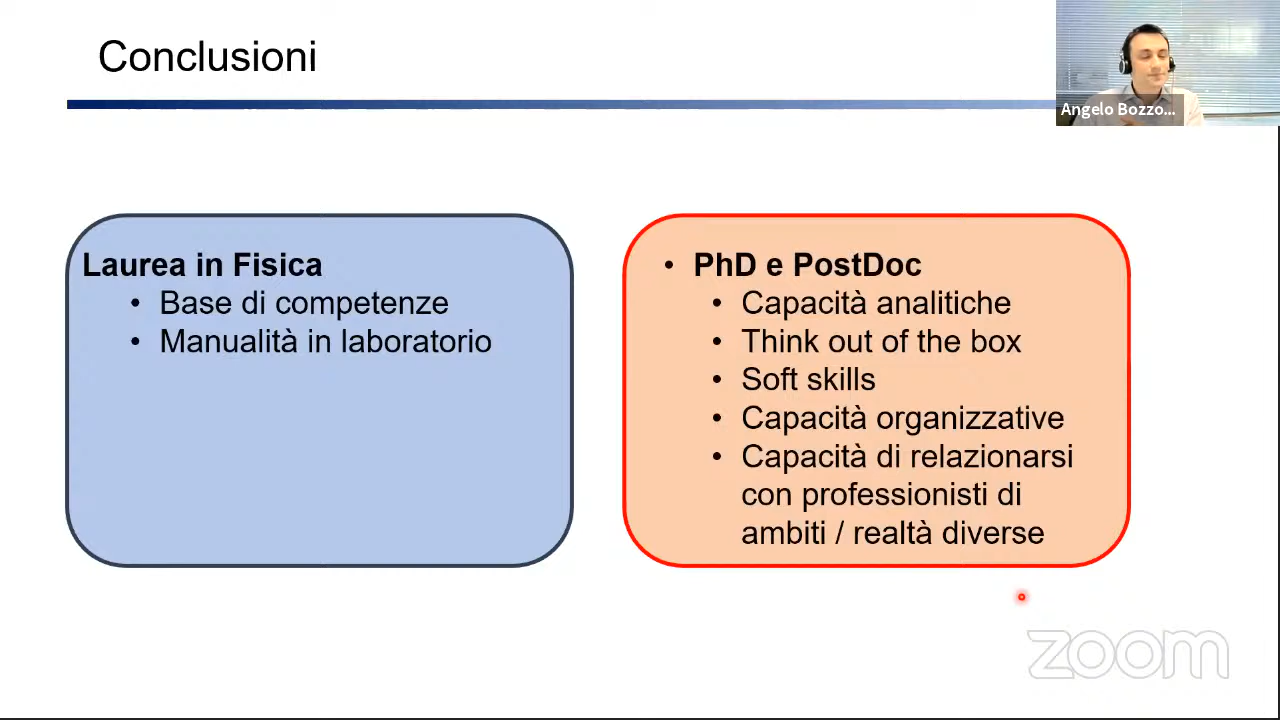 Conclusioni
Angelo Bozzo...
Laurea in Fisica
• Base di competenze
• Manualità in laboratorio
• PhD e PostDoc
• Capacità analitiche
• Think out of the box
• Soft skills
• Capacità organizzative
• Capacità di relazionarsi
con professionisti di
ambiti / realtà diverse
zoom